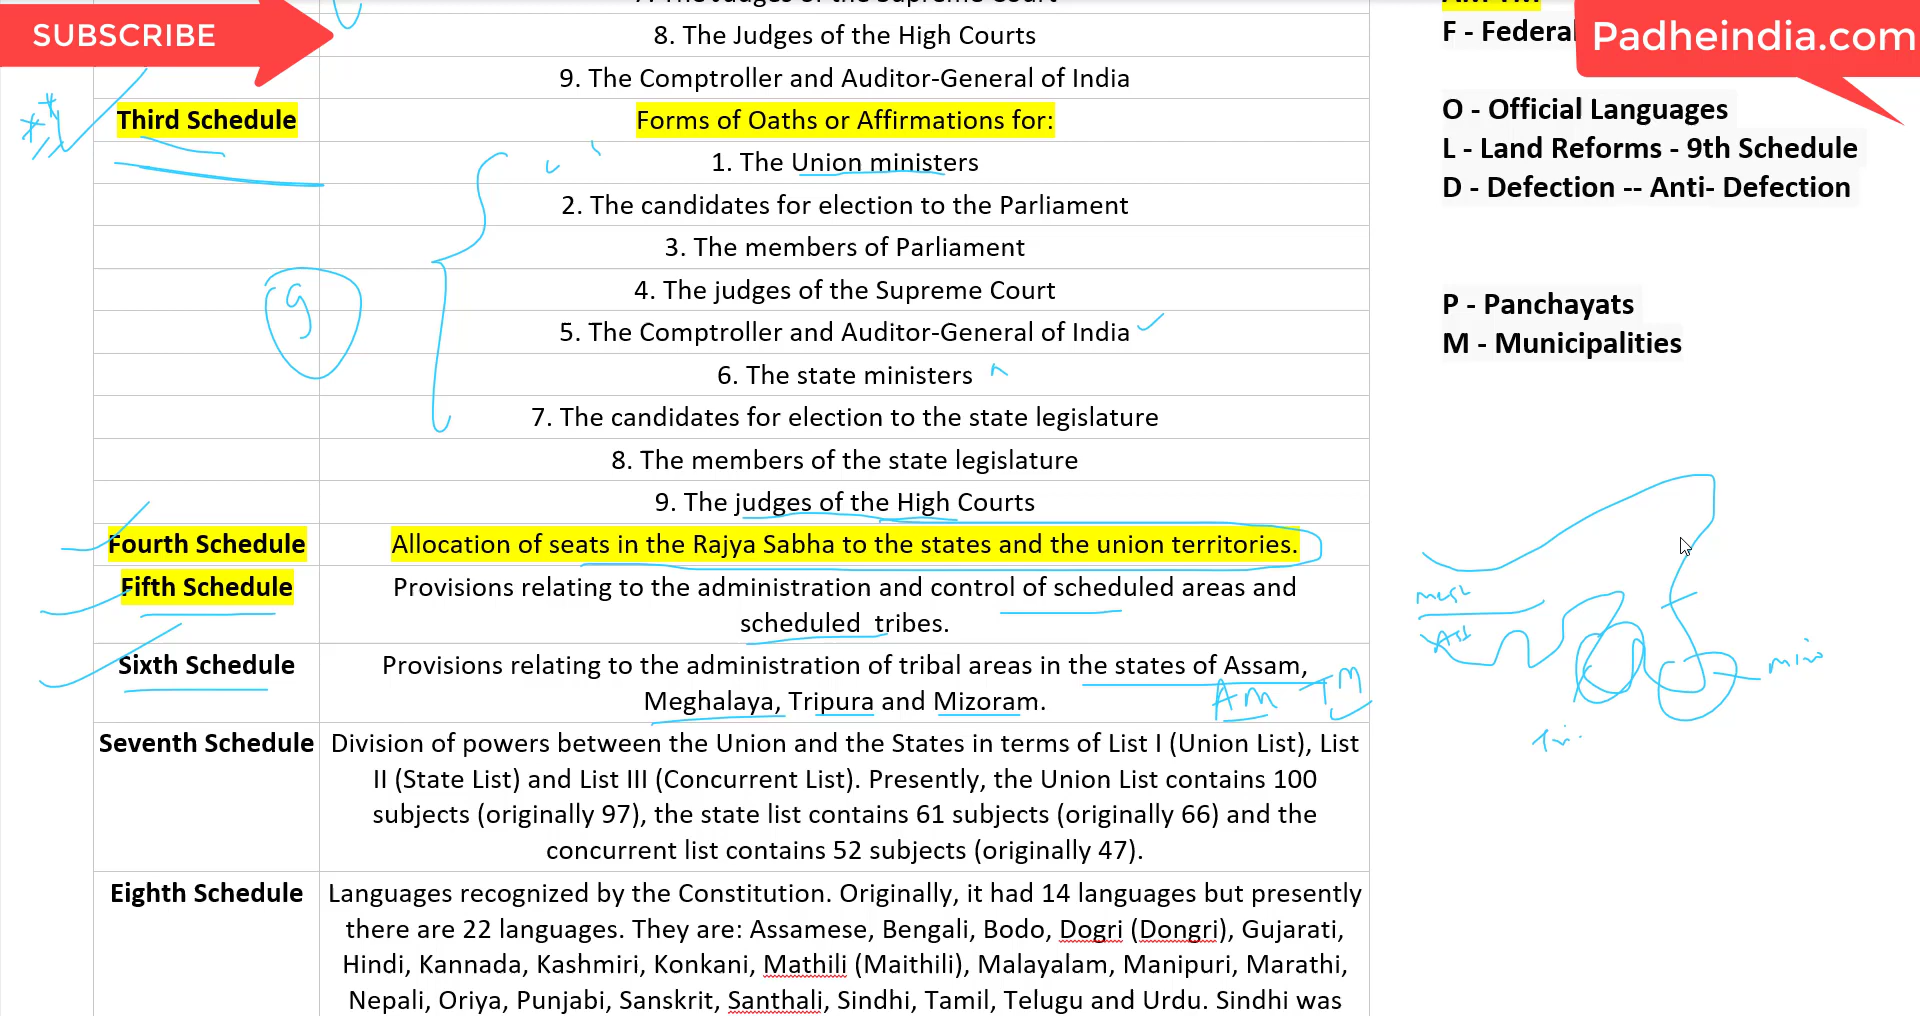 SUBSCRIBE
8. The Judges of the High Courts
9. The Comptroller and Auditor-General of India
Third Schedule
Forms of Oaths or Affirmations for:
1. The Union ministers
2. The candidates for election to the Parliament
3. The members of Parliament
4. The judges of the Supreme Court
5. The Comptroller and Auditor-General of India
6. The state ministers
7. The candidates for election to the state legislature
8. The members of the state legislature
9. The judges of the High Courts
9
Fourth Schedule
Allocation of seats in the Rajya Sabha to the states and the union territories.
Fifth Schedule
Provisions relating to the administration and control of scheduled areas and
scheduled tribes.
Sixth Schedule
Provisions relating to the administration of tribal areas in the states of Assam,
Meghalaya, Tripura and Mizoram.
AM TM
Seventh Schedule
Division of powers between the Union and the States in terms of List I (Union List), List
II (State List) and List III (Concurrent List). Presently, the Union List contains 100
subjects (originally 97), the state list contains 61 subjects (originally 66) and the
concurrent list contains 52 subjects (originally 47).
Eighth Schedule
Languages recognized by the Constitution. Originally, it had 14 languages but presently
there are 22 languages. They are: Assamese, Bengali, Bodo, Dogri (Dongri), Gujarati,
Hindi, Kannada, Kashmiri, Konkani, Mathili (Maithili), Malayalam, Manipuri, Marathi,
Nepali, Oriya, Punjabi, Sanskrit, Santhali, Sindhi, Tamil, Telugu and Urdu. Sindhi was
F - Federal
Padheindia.com
O - Official Languages
L - Land Reforms - 9th Schedule
D - Defection -- Anti- Defection
P - Panchayats
M - Municipalities